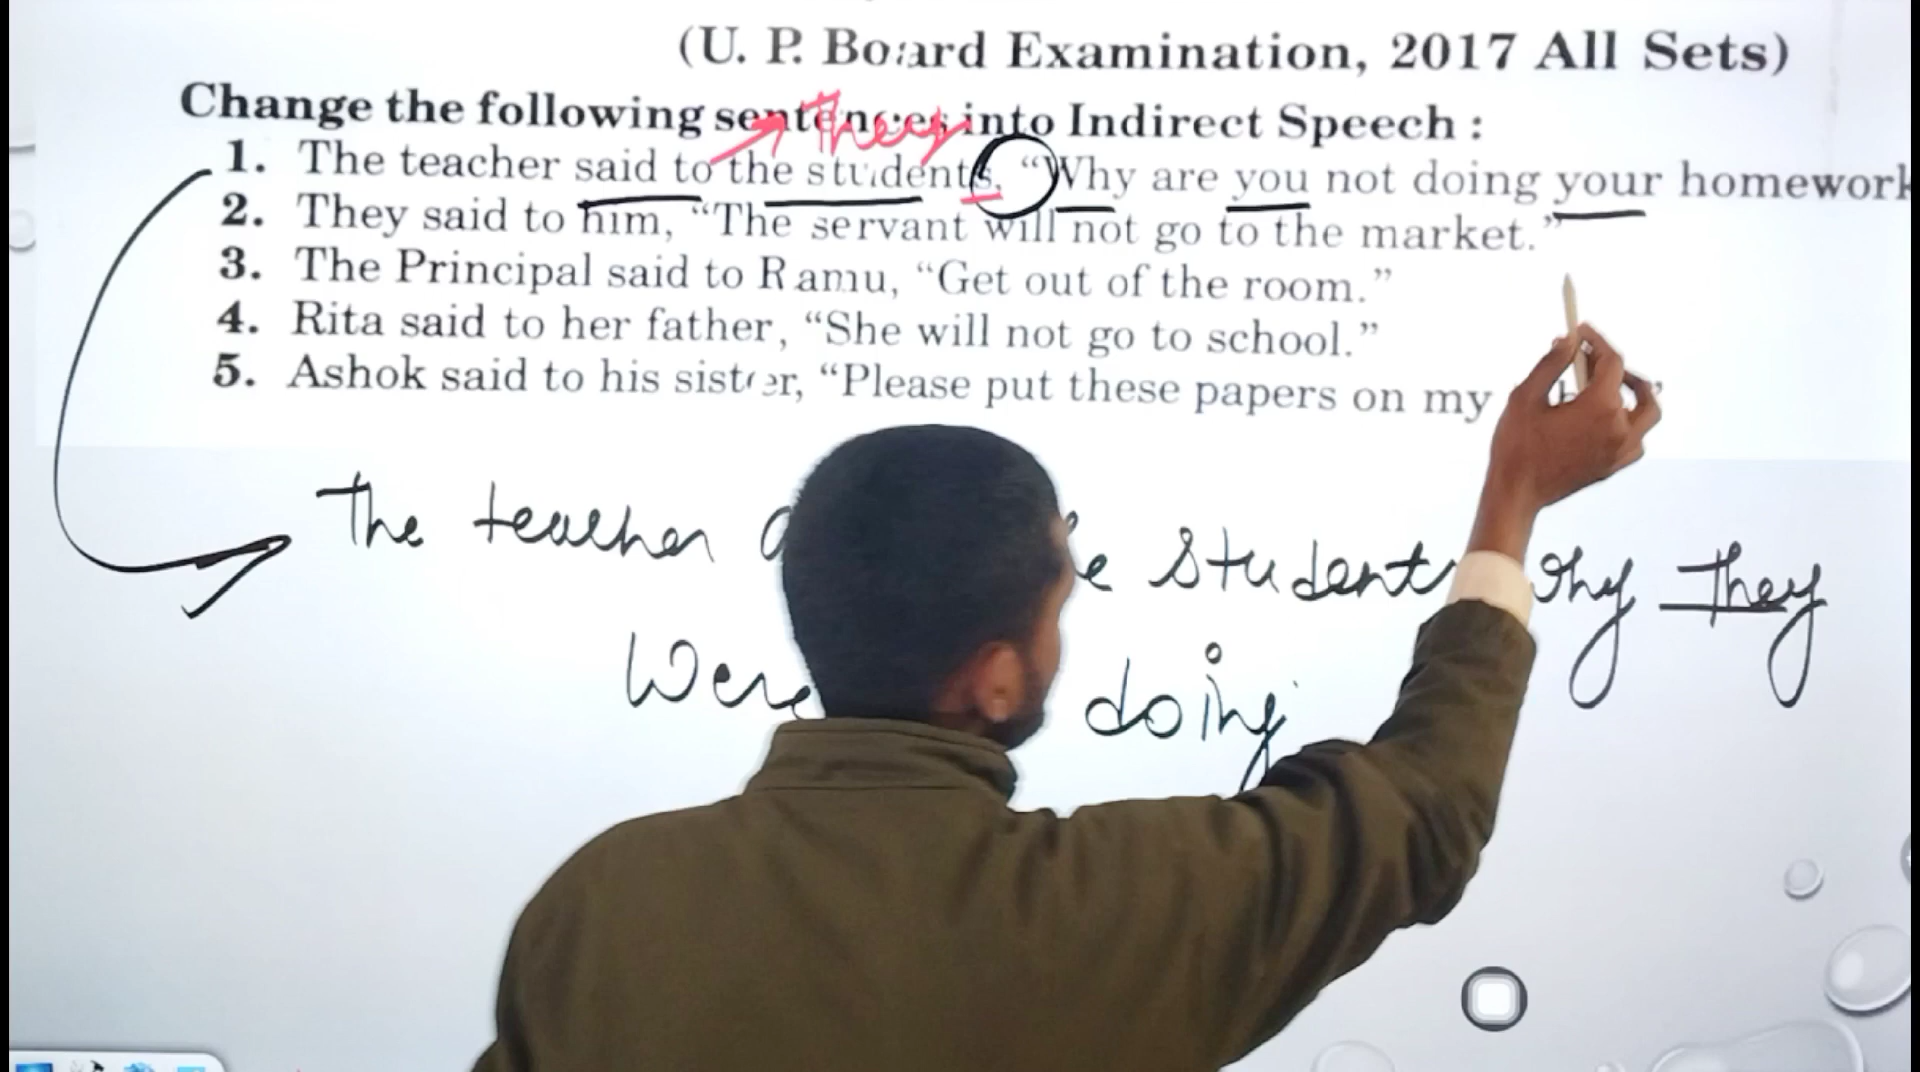 (U. P. Board Examination, 2017 All Sets)
Change the following sentences into Indirect Speech :
they
1. The teacher said to the students, “Why are you not doing your homework
2. They said to him, “The servant will not go to the market.”
3. The Principal said to Ramu, “Get out of the room.”
4. Rita said to her father, “She will not go to school.”
5. Ashok said to his sister, “Please put these papers on my
The teacher students why they
Were doing